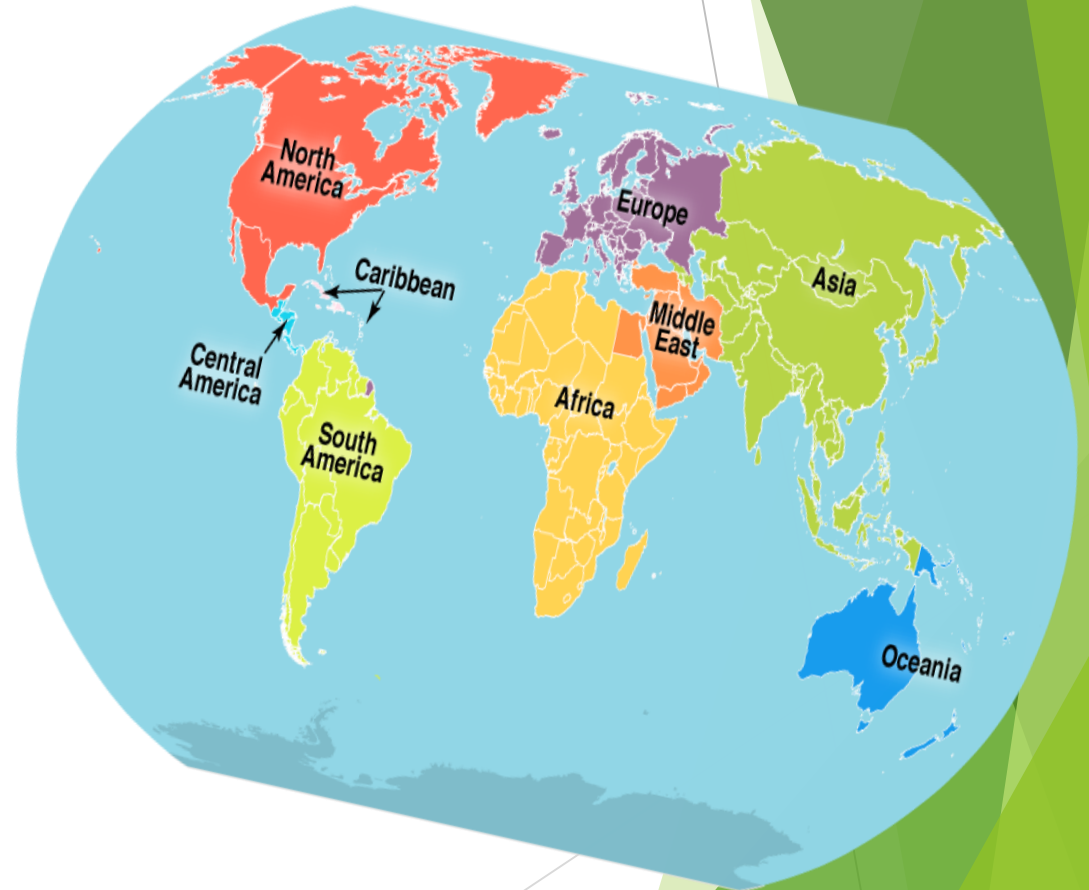 North
America
Europe
Caribbean
Asia
Middle
East
Central
America
Africa
South
America
Oceania